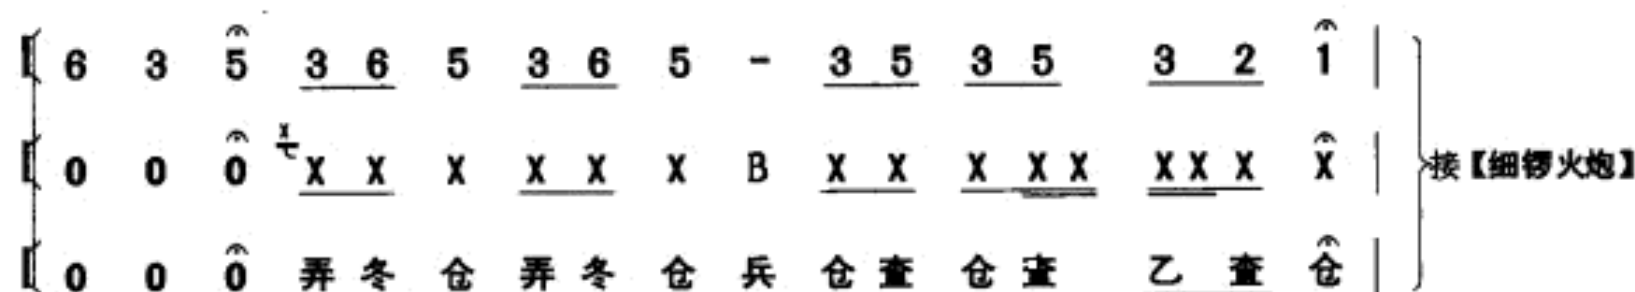 6 3 5 3 6 5 3 6 5 - 3 5 3 5 3 2 1
0 0 0 X X X X X X B X X X X X X X X X 接【细锣火炮】
0 0 0 弄 冬 仓 弄 冬 仓 兵 仓 查 仓 查 乙 查 仓